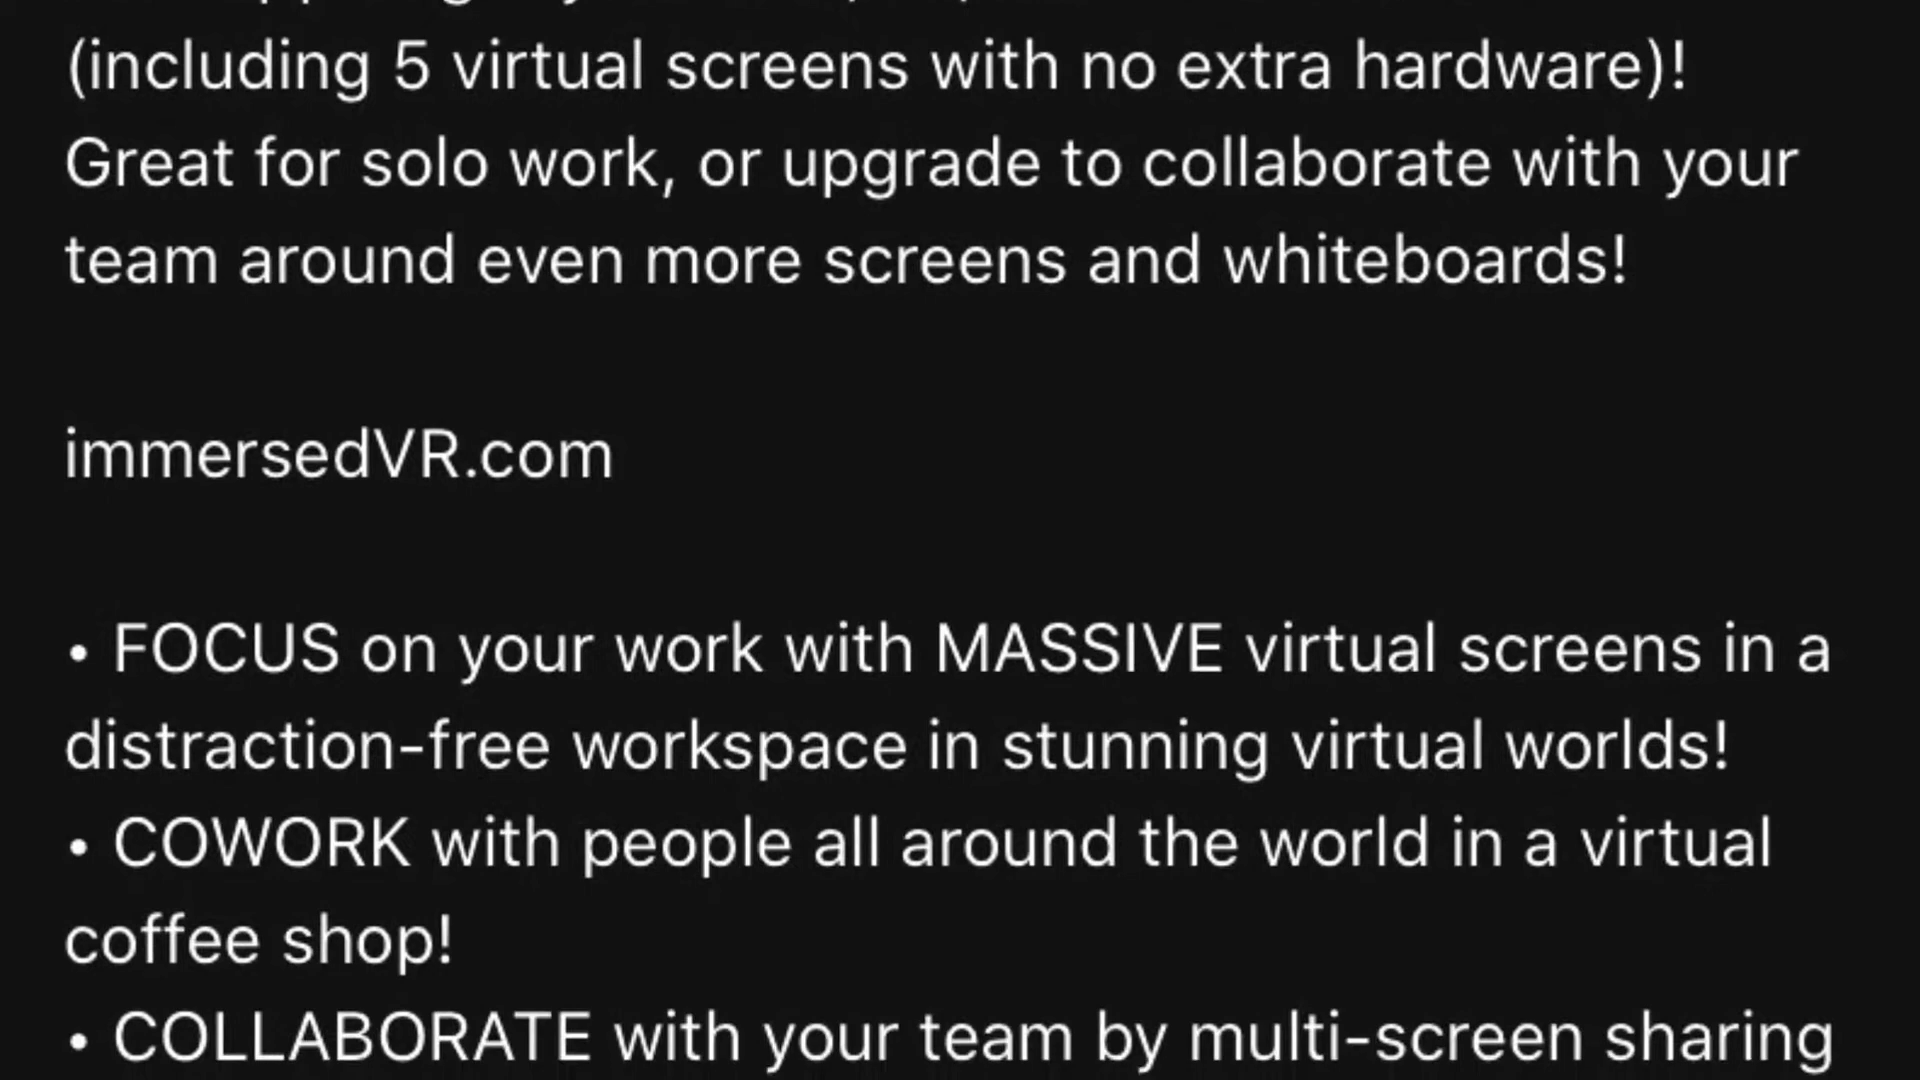 (including 5 virtual screens with no extra hardware)!
Great for solo work, or upgrade to collaborate with your
team around even more screens and whiteboards!
immersedVR.com
• FOCUS on your work with MASSIVE virtual screens in a
distraction-free workspace in stunning virtual worlds!
• COWORK with people all around the world in a virtual
coffee shop!
• COLLABORATE with your team by multi-screen sharing